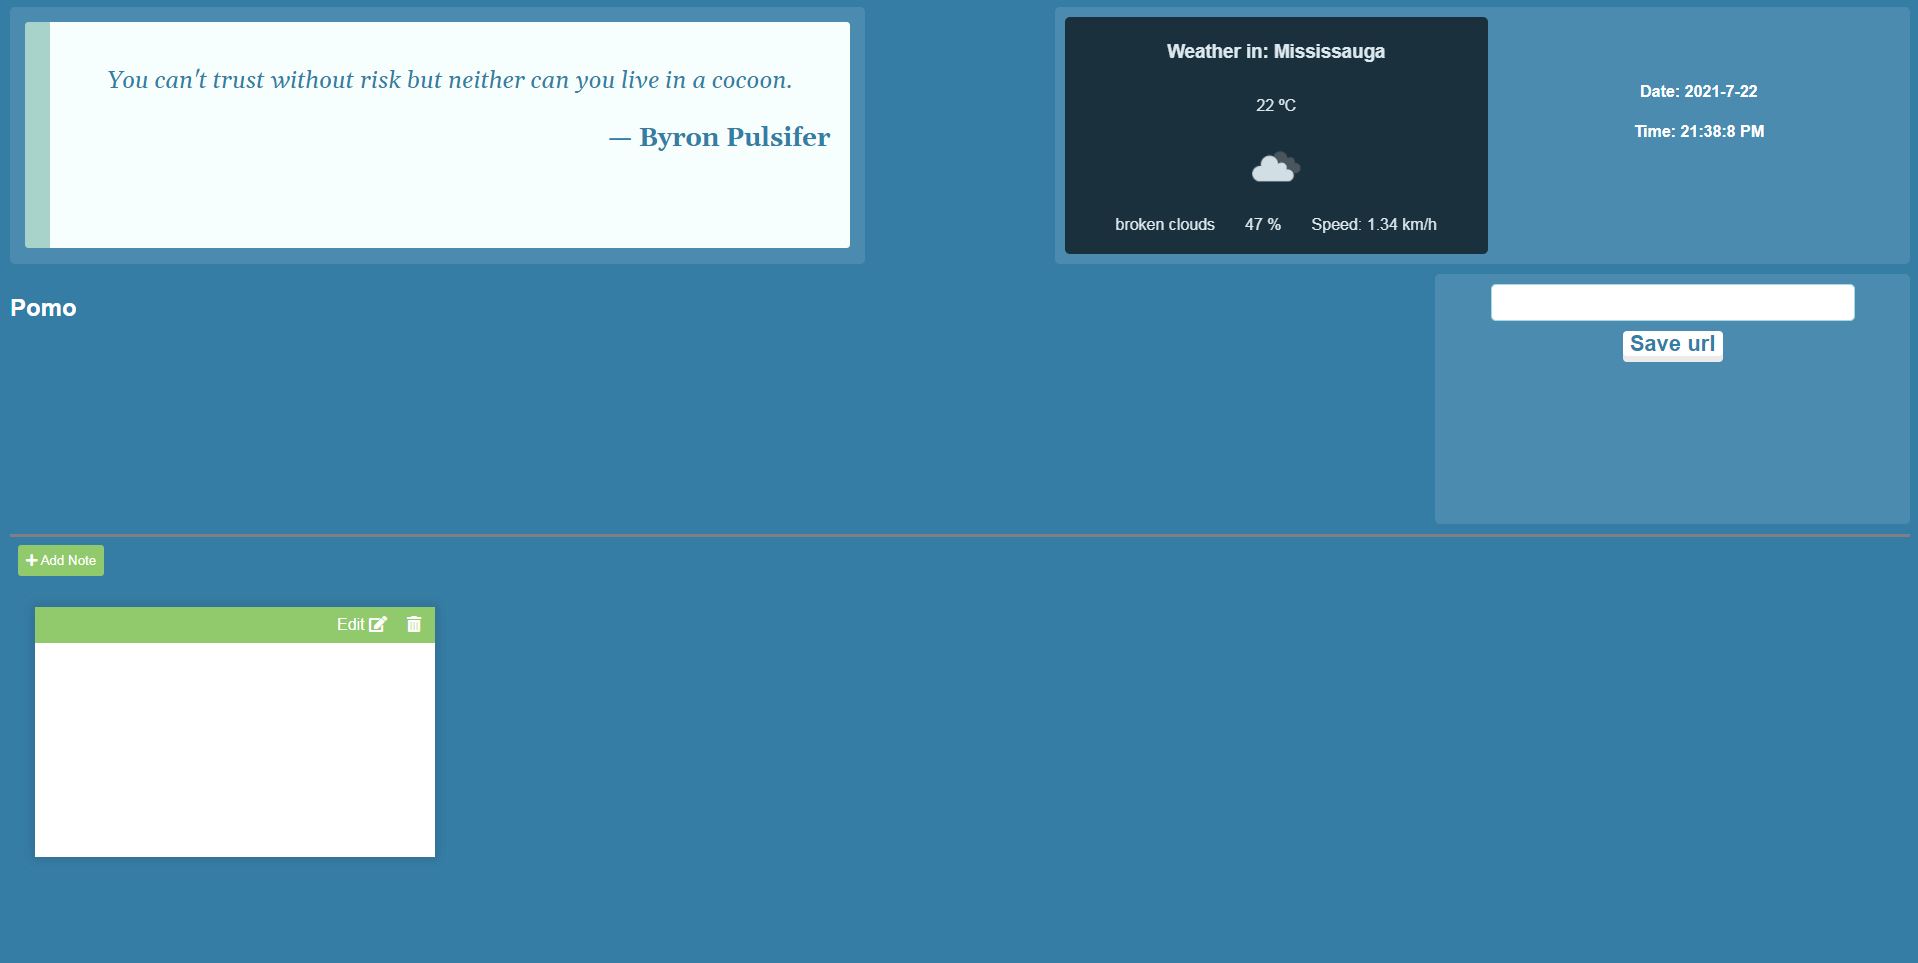 You can't trust without risk but neither can you live in a cocoon.
— Byron Pulsifer
Weather in: Mississauga
22 ºC
broken clouds 47 % Speed: 1.34 km/h
Date: 2021-7-22
Time: 21:38:8 PM
Pomo
Save url
Add Note
Edit